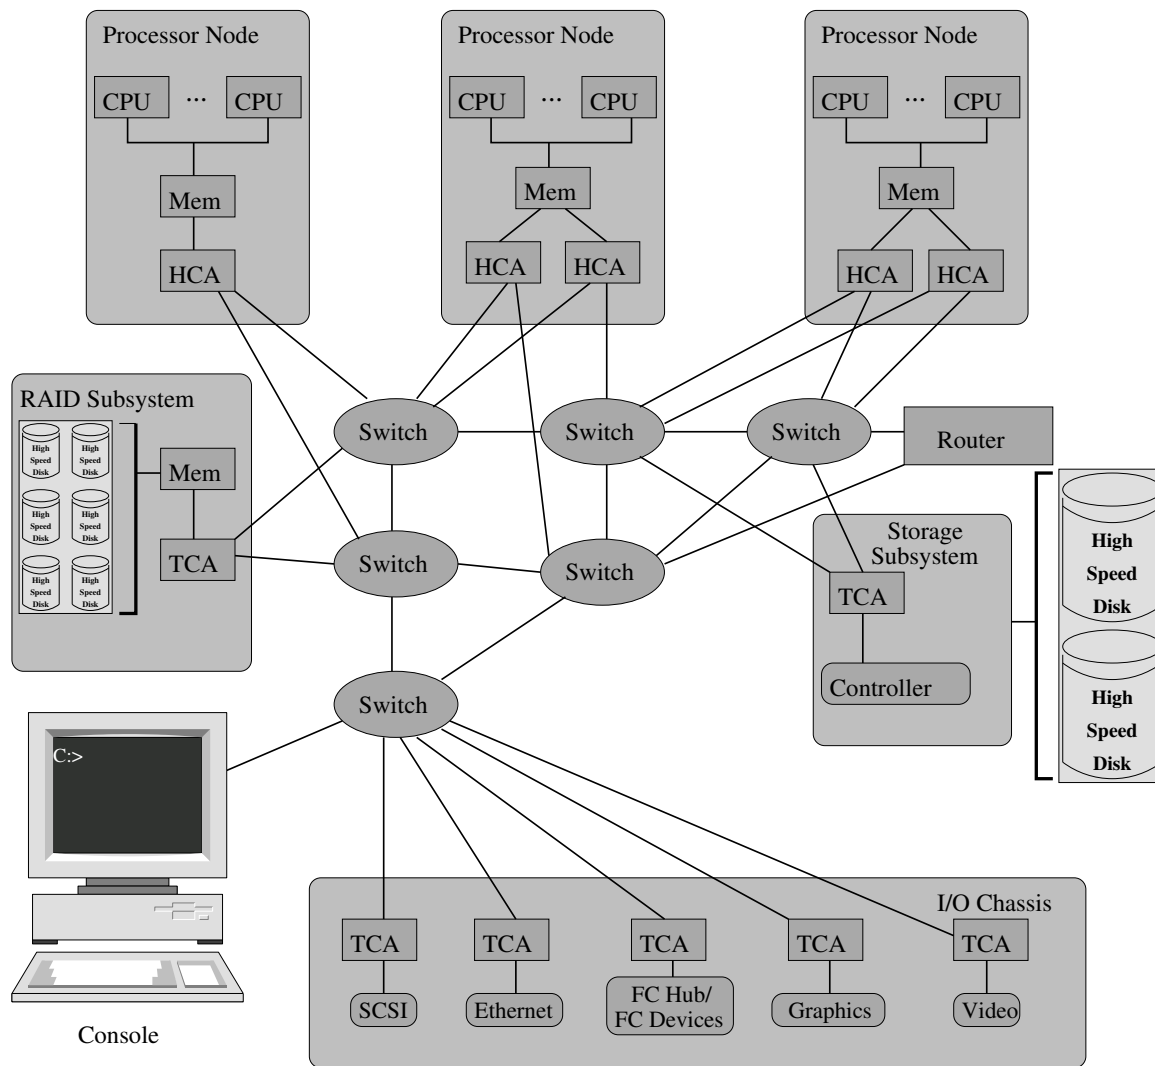 Processor Node
CPU ... CPU
Mem
HCA
Processor Node
CPU ... CPU
Mem
HCA HCA
Processor Node
CPU ... CPU
Mem
HCA HCA
RAID Subsystem
High
Speed
Disk
High
Speed
Disk
High
Speed
Disk
High
Speed
Disk
High
Speed
Disk
High
Speed
Disk
Mem
TCA
Switch
Switch
Switch
Router
Switch
Switch
Switch
Storage
Subsystem
TCA
Controller
High
Speed
Disk
High
Speed
Disk
C:>
Console
I/O Chassis
TCA
TCA
TCA
TCA
TCA
SCSI
Ethernet
FC Hub/
FC Devices
Graphics
Video